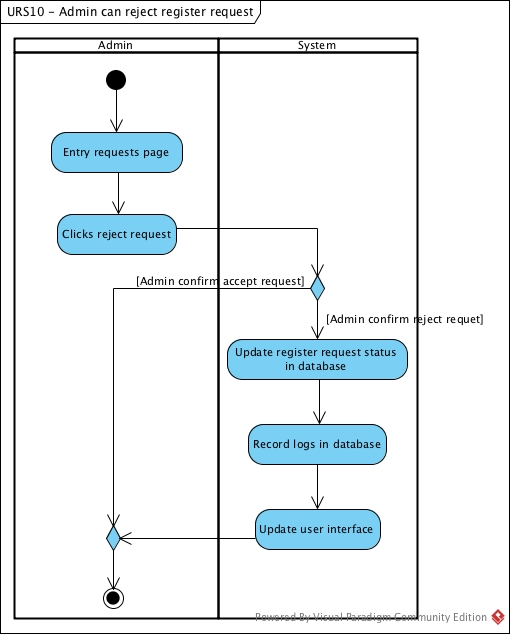 URS10 - Admin can reject register request
Admin
System
Entry requests page
Clicks reject request
[Admin confirm accept request]
[Admin confirm reject requet]
Update register request status
in database
Record logs in database
Update user interface
Powered By Visual Paradigm Community Edition